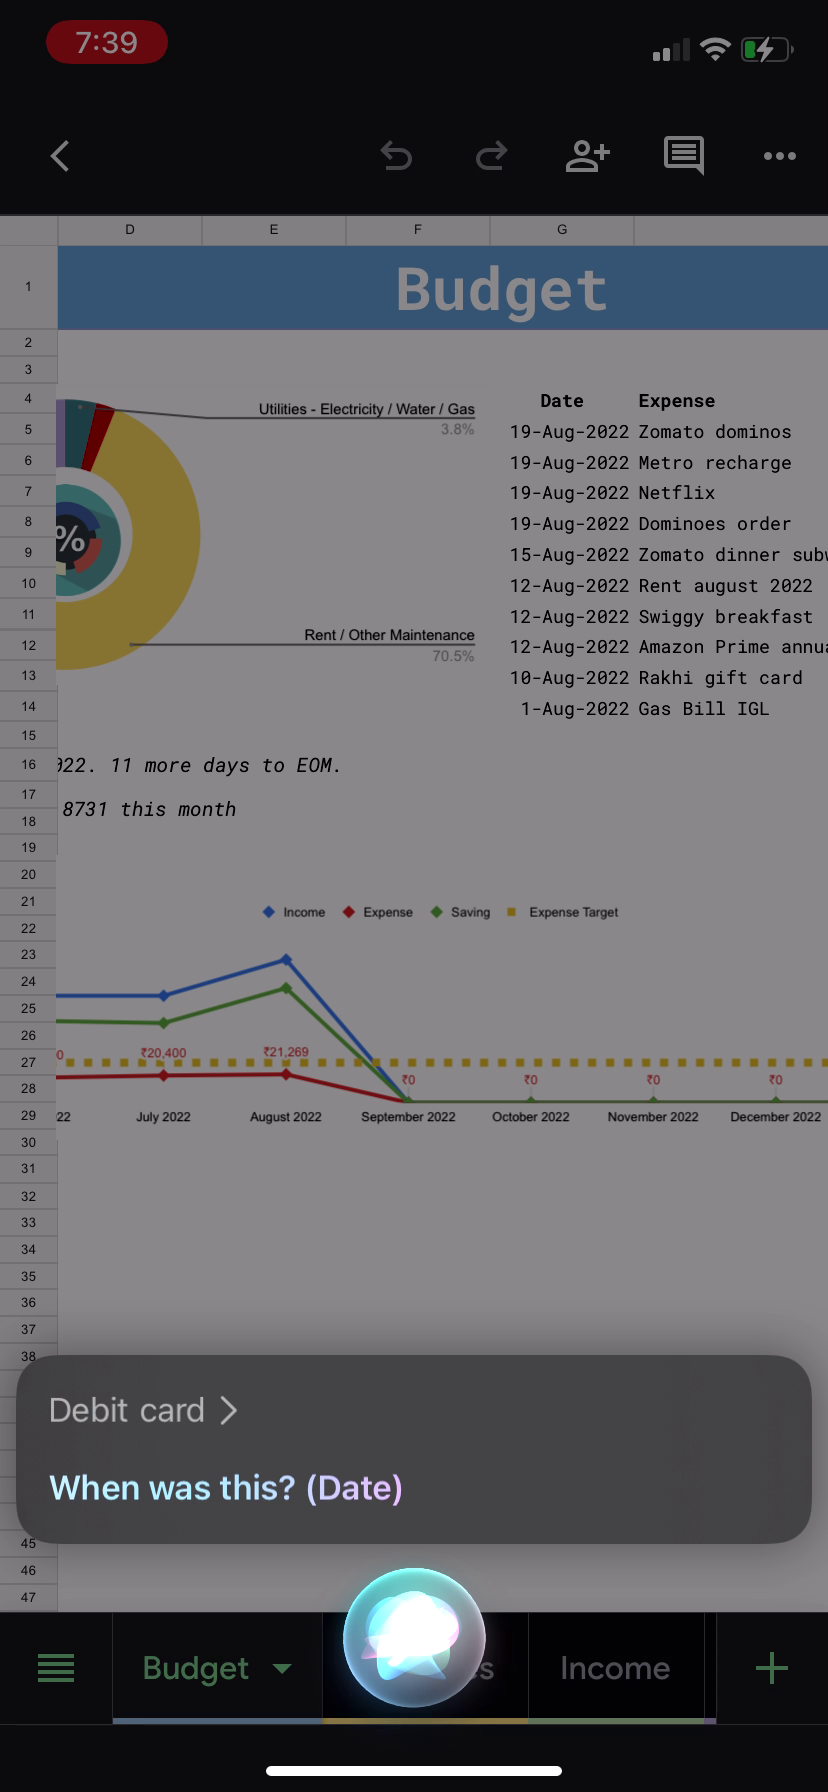 7:39
D E F G
1 Budget
2
3
4 Utilities - Electricity / Water / Gas Date Expense
3.8%
5 19-Aug-2022 Zomato dominos
6 19-Aug-2022 Metro recharge
7 19-Aug-2022 Netflix
8 % 19-Aug-2022 Dominoes order
9 15-Aug-2022 Zomato dinner
10 12-Aug-2022 Rent august 2022
11 12-Aug-2022 Swiggy breakfast
12 Rent / Other Maintenance 12-Aug-2022 Amazon Prime
70.5%
13 10-Aug-2022 Rakhi gift card
14 1-Aug-2022 Gas Bill IGL
15
16 022. 11 more days to EOM.
17
18 8731 this month
19
20
21 Income Expense Saving Expense Target
22
23
24
25
26
27 0 ₹20,400 ₹21,269
28 ₹0 ₹0 ₹0 ₹0
29 22 July 2022 August 2022 September 2022 October 2022 November 2022 December 2022
30
31
32
33
34
35
36
37
38
Debit card
When was this? (Date)
45
46
47
Budget s Income